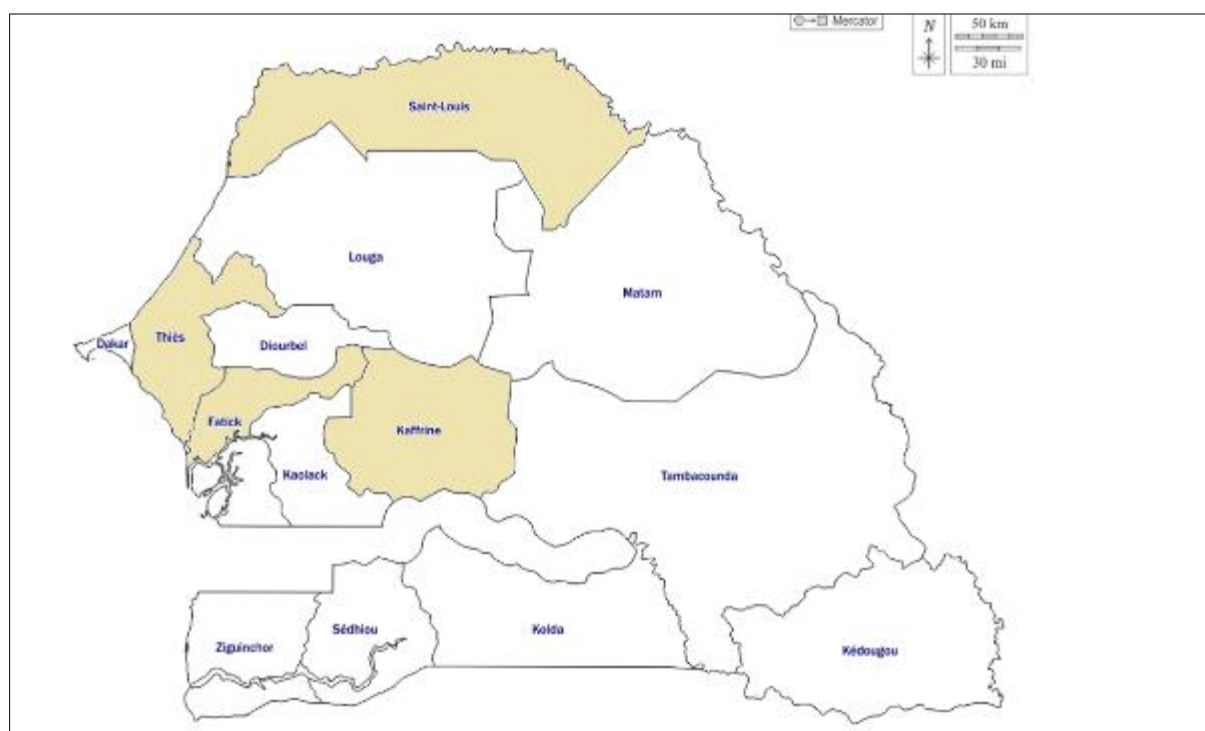 Mercator
N
50 km
30 mi
Saint-Louis
Louga
Matam
Dakar
Thiès
Diourbel
Fatick
Kaffrine
Kaolack
Tambacounda
Ziguinchor
Sédhiou
Kolda
Kédougou